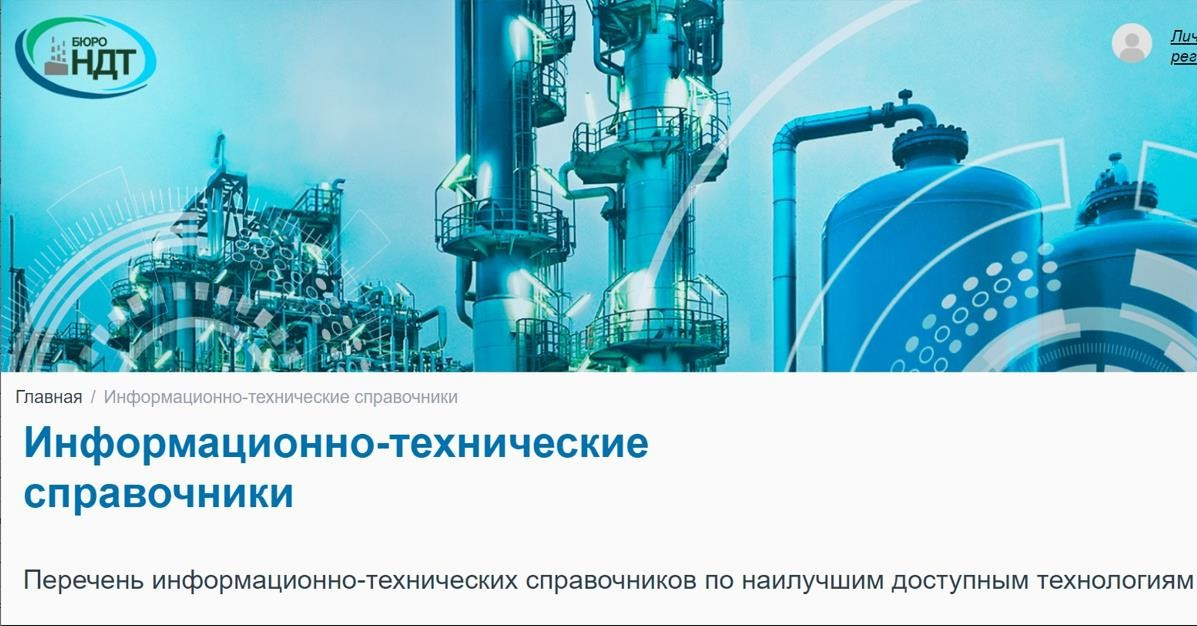 БЮРО
НДТ
Главная / Информационно-технические справочники
Информационно-технические
справочники
Перечень информационно-технических справочников по наилучшим доступным технологиям